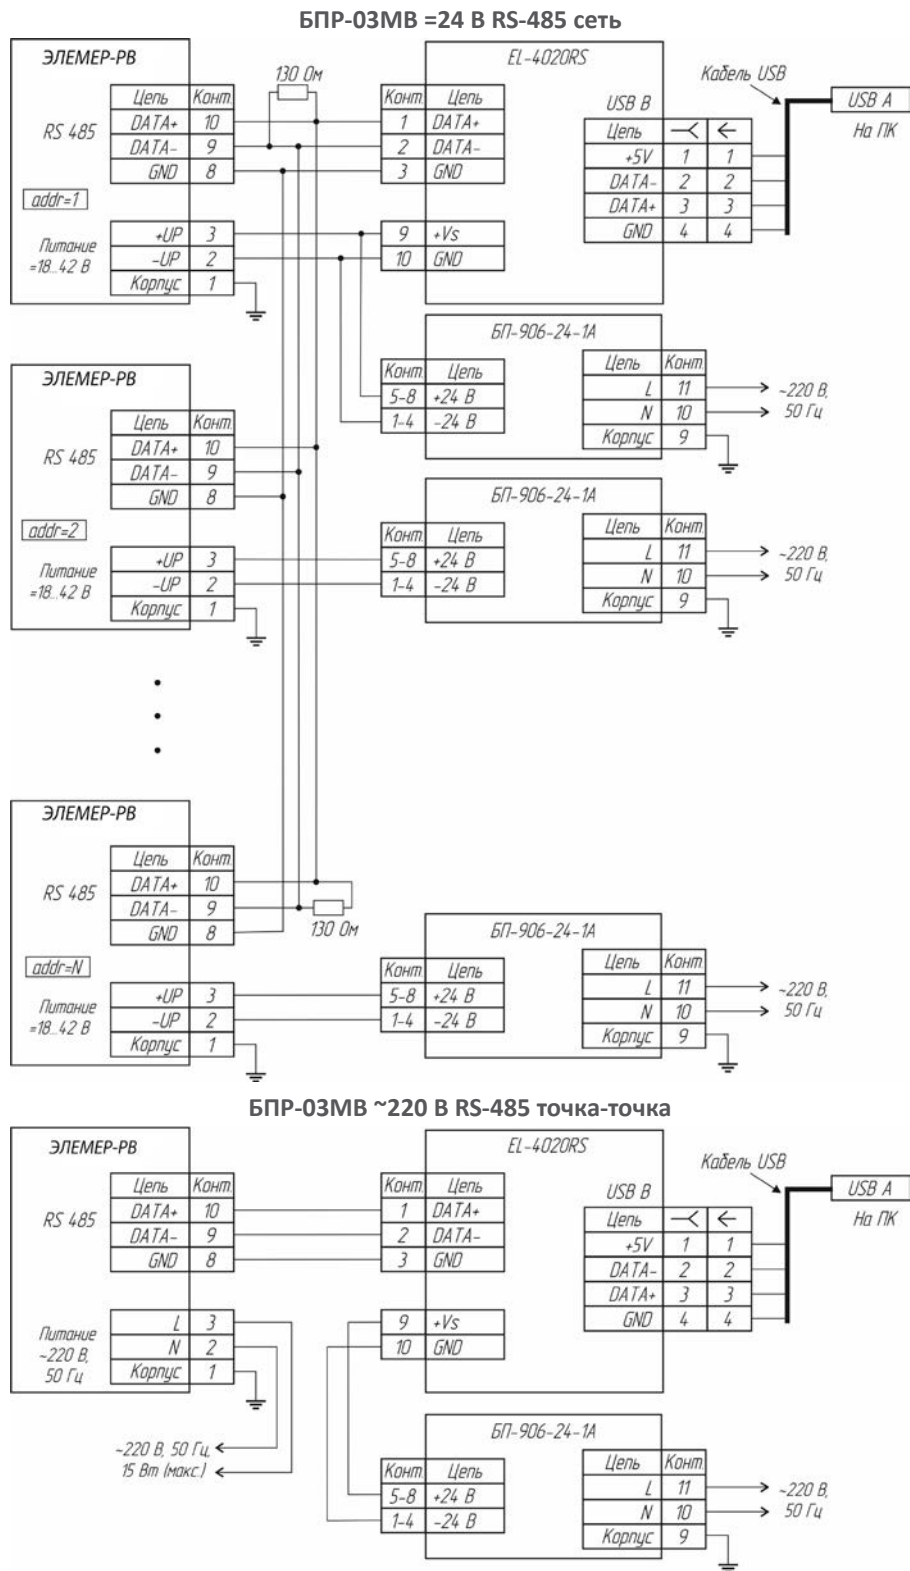 БПР-03МВ =24 В RS-485 сеть
ЭЛЕМЕР-РВ
RS 485
Цепь Конт.
DATA+ 10
DATA- 9
GND 8
addr=1
Питание
=18...42 В
+UP 3
-UP 2
Корпус 1
130 Ом
EL-4020RS
Конт. Цепь
1 DATA+
2 DATA-
3 GND
9 +Vs
10 GND
USB B
Цепь
+5V 1 1
DATA- 2 2
DATA+ 3 3
GND 4 4
Кабель USB
USB A
На ПК
БП-906-24-1А
Конт. Цепь
5-8 +24 В
1-4 -24 В
Цепь Конт.
L 11
N 10
Корпус 9
~220 В,
50 Гц
ЭЛЕМЕР-РВ
RS 485
Цепь Конт.
DATA+ 10
DATA- 9
GND 8
addr=2
Питание
=18...42 В
+UP 3
-UP 2
Корпус 1
БП-906-24-1А
Конт. Цепь
5-8 +24 В
1-4 -24 В
Цепь Конт.
L 11
N 10
Корпус 9
~220 В,
50 Гц
ЭЛЕМЕР-РВ
RS 485
Цепь Конт.
DATA+ 10
DATA- 9
GND 8
addr=N
Питание
=18...42 В
+UP 3
-UP 2
Корпус 1
130 Ом
БП-906-24-1А
Конт. Цепь
5-8 +24 В
1-4 -24 В
Цепь Конт.
L 11
N 10
Корпус 9
~220 В,
50 Гц
БПР-03МВ ~220 В RS-485 точка-точка
ЭЛЕМЕР-РВ
RS 485
Цепь Конт.
DATA+ 10
DATA- 9
GND 8
Питание
~220 В,
50 Гц
L 3
N 2
Корпус 1
~220 В, 50 Гц,
15 Вт (макс.)
EL-4020RS
Конт. Цепь
1 DATA+
2 DATA-
3 GND
9 +Vs
10 GND
USB B
Цепь
+5V 1 1
DATA- 2 2
DATA+ 3 3
GND 4 4
Кабель USB
USB A
На ПК
БП-906-24-1А
Конт. Цепь
5-8 +24 В
1-4 -24 В
Цепь Конт.
L 11
N 10
Корпус 9
~220 В,
50 Гц